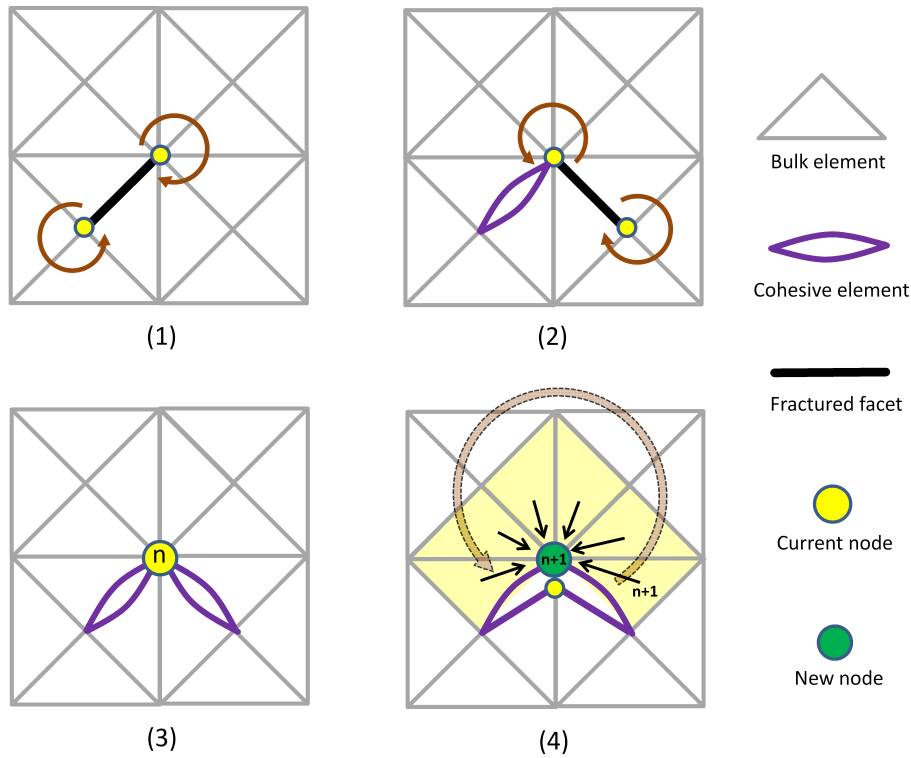 (1)
(2)
Bulk element
Cohesive element
Fractured facet
Current node
New node
n
(3)
n+1
n+1
(4)